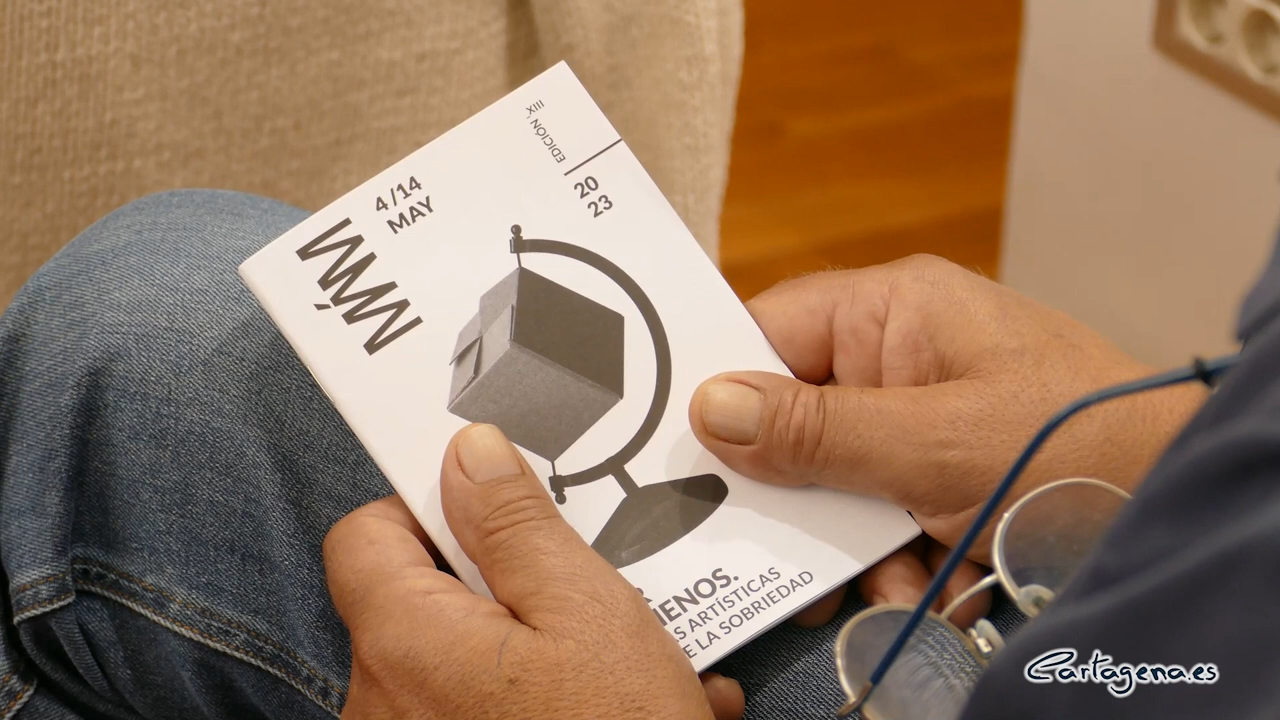 EDICIÓN, XIII
20
23
4/14
MAY
MENOS.
ARTÍSTICAS
LA SOBRIEDAD
Cartagena.es